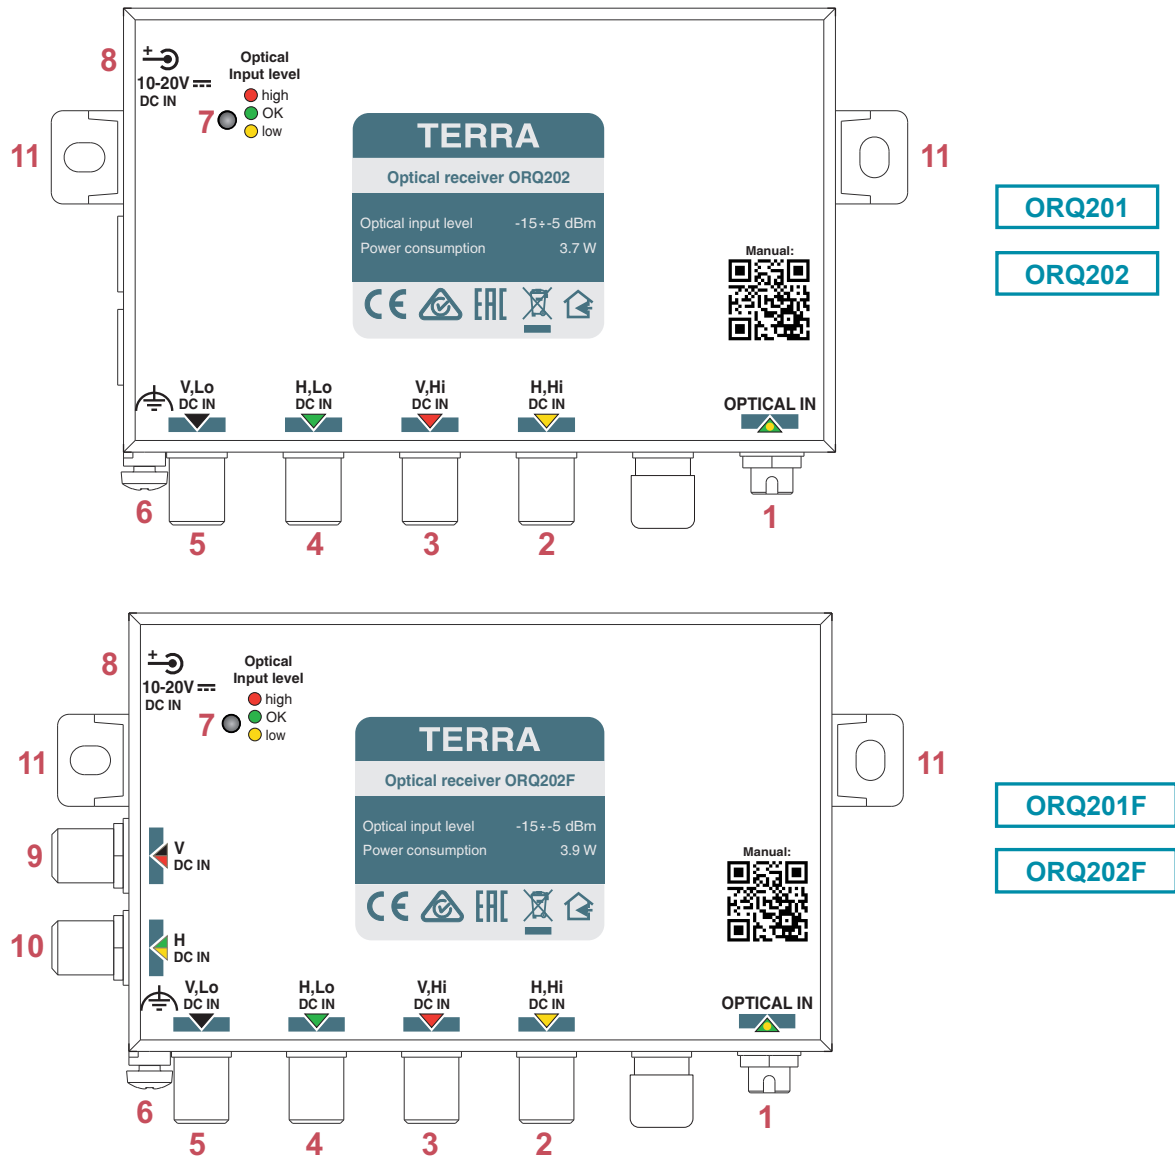 8
+
10-20V
DC IN
Optical
Input level
high
OK
low
7
11
11
TERRA
Optical receiver ORQ202
Optical input level -15÷-5 dBm
Power consumption 3.7 W
CE EAC
Manual:
ORQ201
ORQ202
V,Lo
DC IN
H,Lo
DC IN
V,Hi
DC IN
H,Hi
DC IN
OPTICAL IN
6
5
4
3
2
1
8
+
10-20V
DC IN
Optical
Input level
high
OK
low
7
11
11
TERRA
Optical receiver ORQ202F
Optical input level -15÷-5 dBm
Power consumption 3.9 W
CE EAC
Manual:
ORQ201F
ORQ202F
9
V
DC IN
10
H
DC IN
V,Lo
DC IN
H,Lo
DC IN
V,Hi
DC IN
H,Hi
DC IN
OPTICAL IN
6
5
4
3
2
1